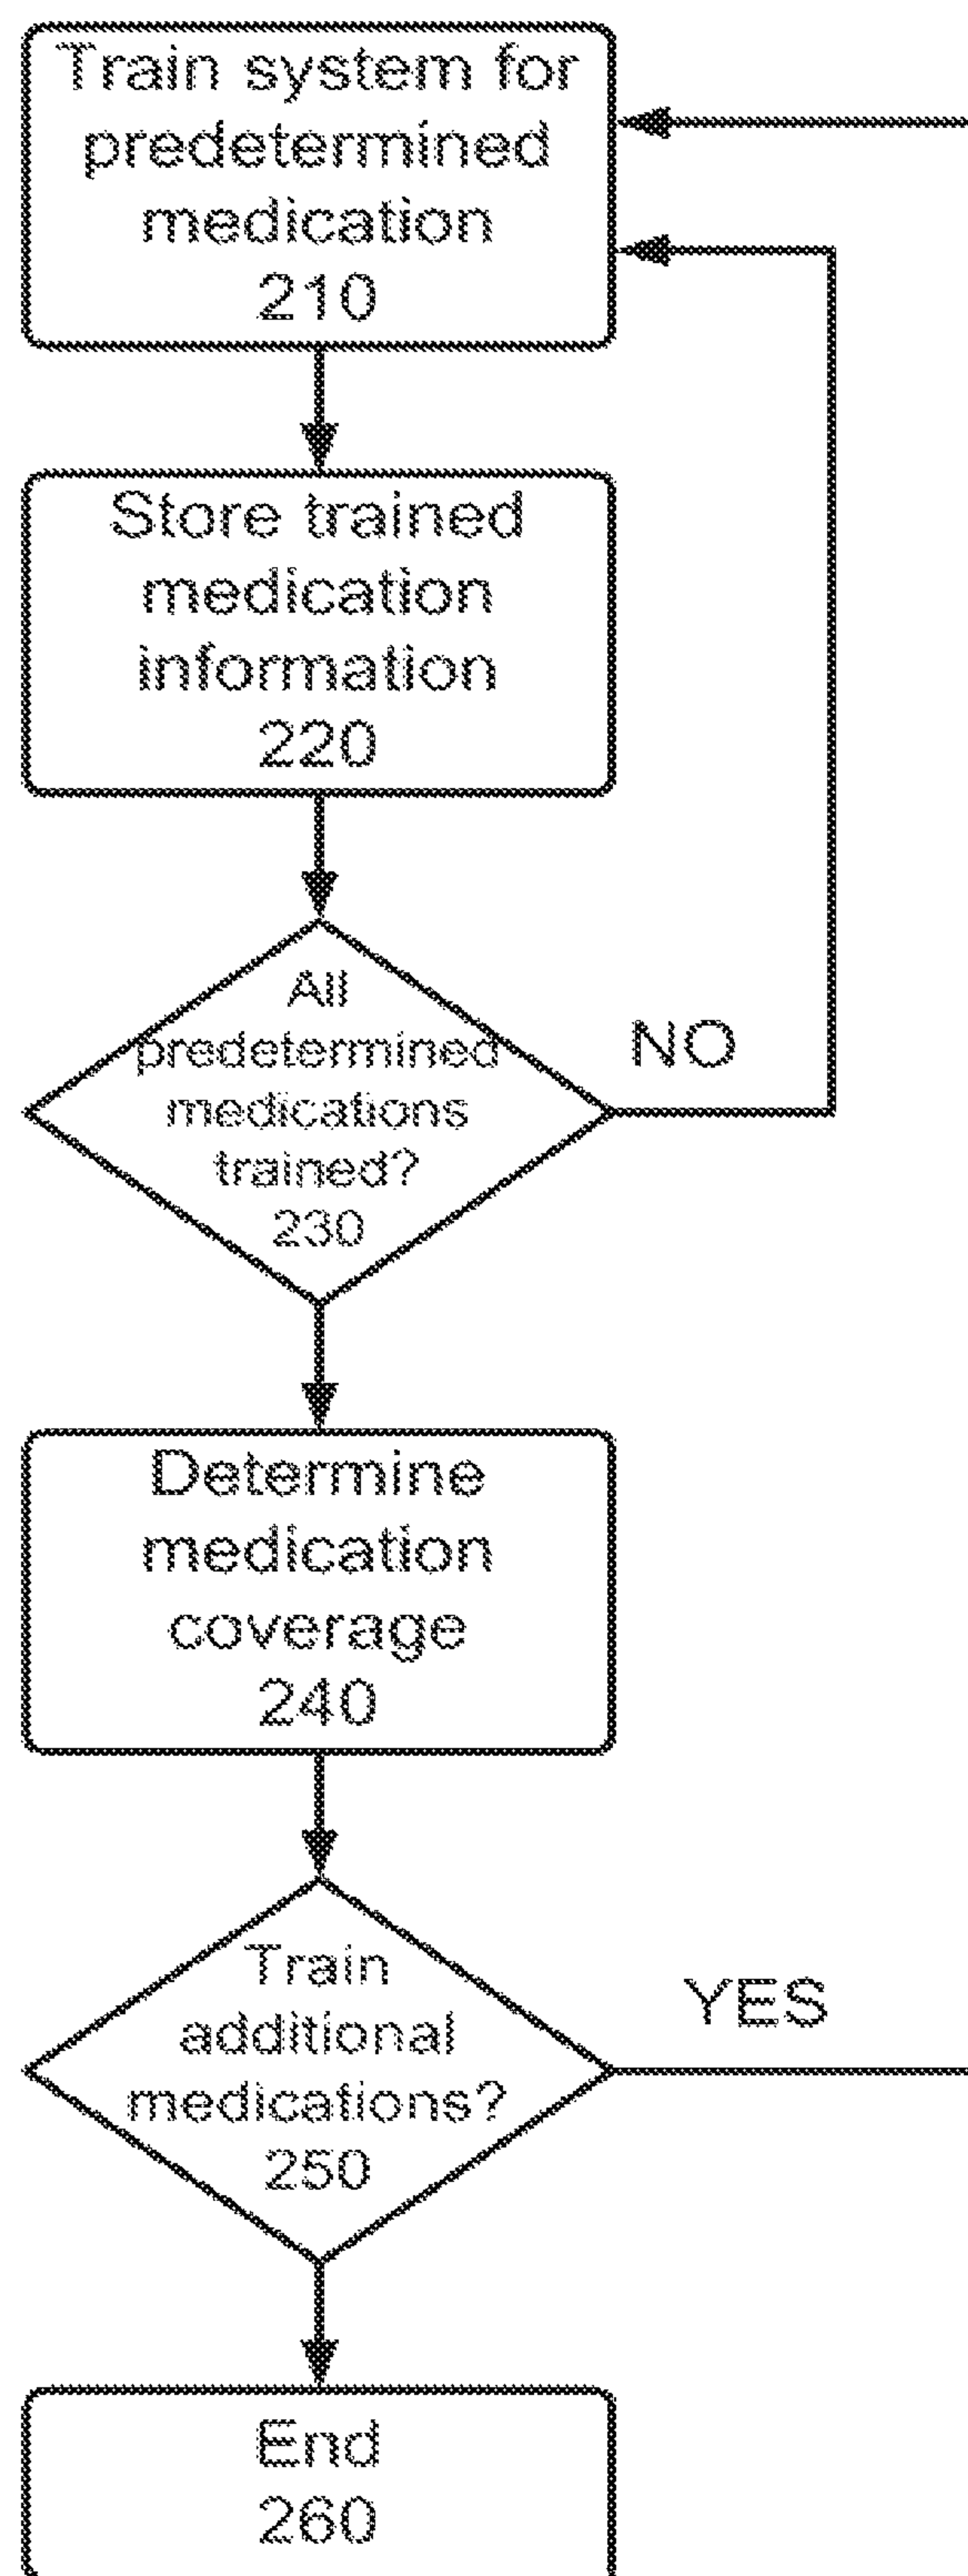 Train system for
predetermined
medication
210
Store trained
medication
information
220
All
predetermined
medications
trained?
230
NO
Determine
medication
coverage
240
Train
additional
medications?
250
YES
End
260